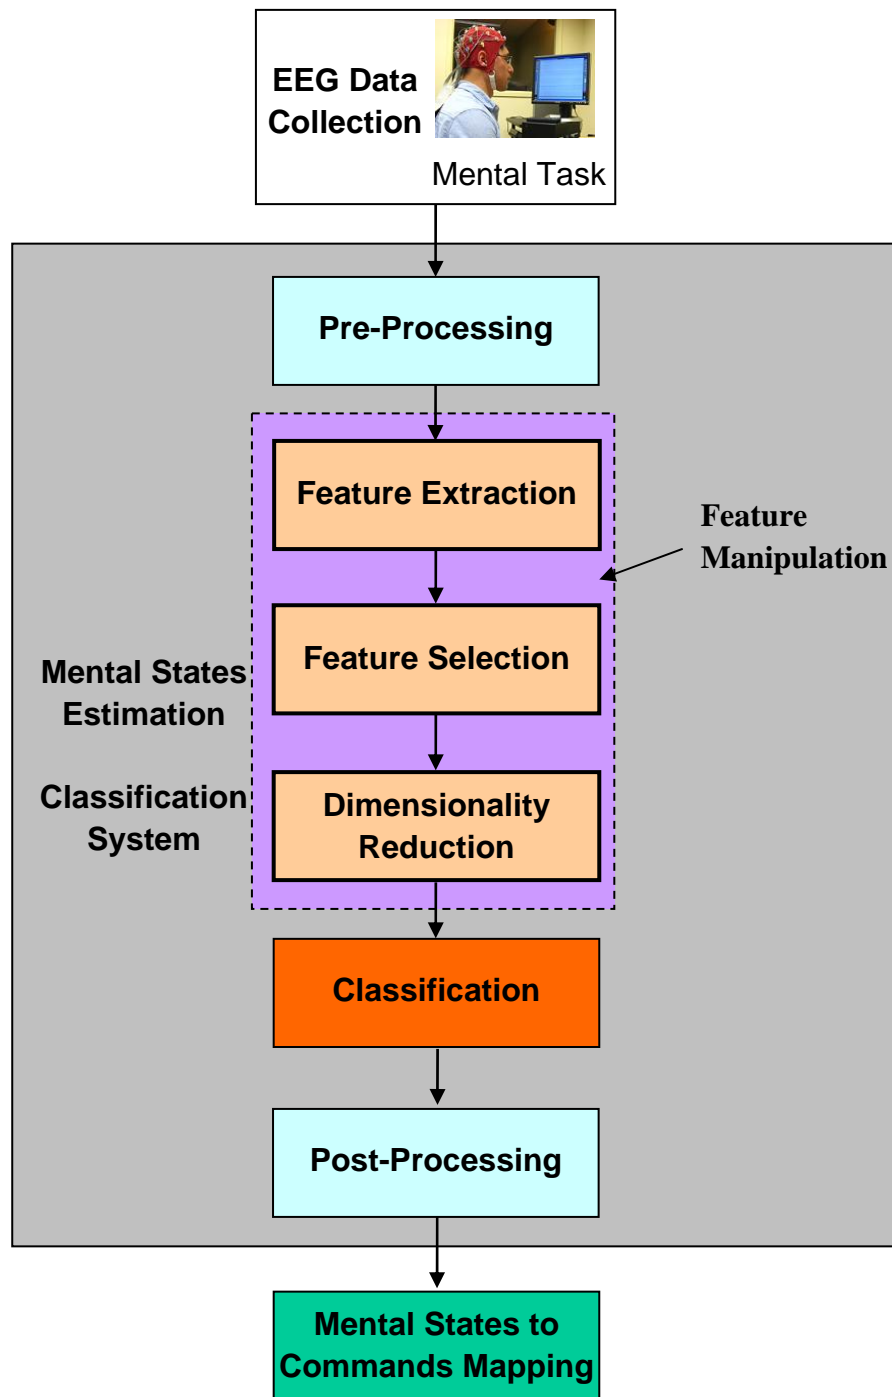 EEG Data
Collection
Mental Task
Pre-Processing
Feature Extraction
Feature
Manipulation
Feature Selection
Mental States
Estimation
Classification
System
Dimensionality
Reduction
Classification
Post-Processing
Mental States to
Commands Mapping